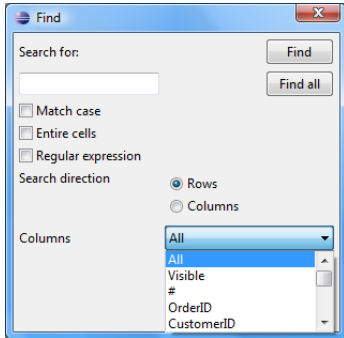 Find
Search for:
Find
Find all
Match case
Entire cells
Regular expression
Search direction
Rows
Columns
Columns
All
All
Visible
#
OrderID
CustomerID